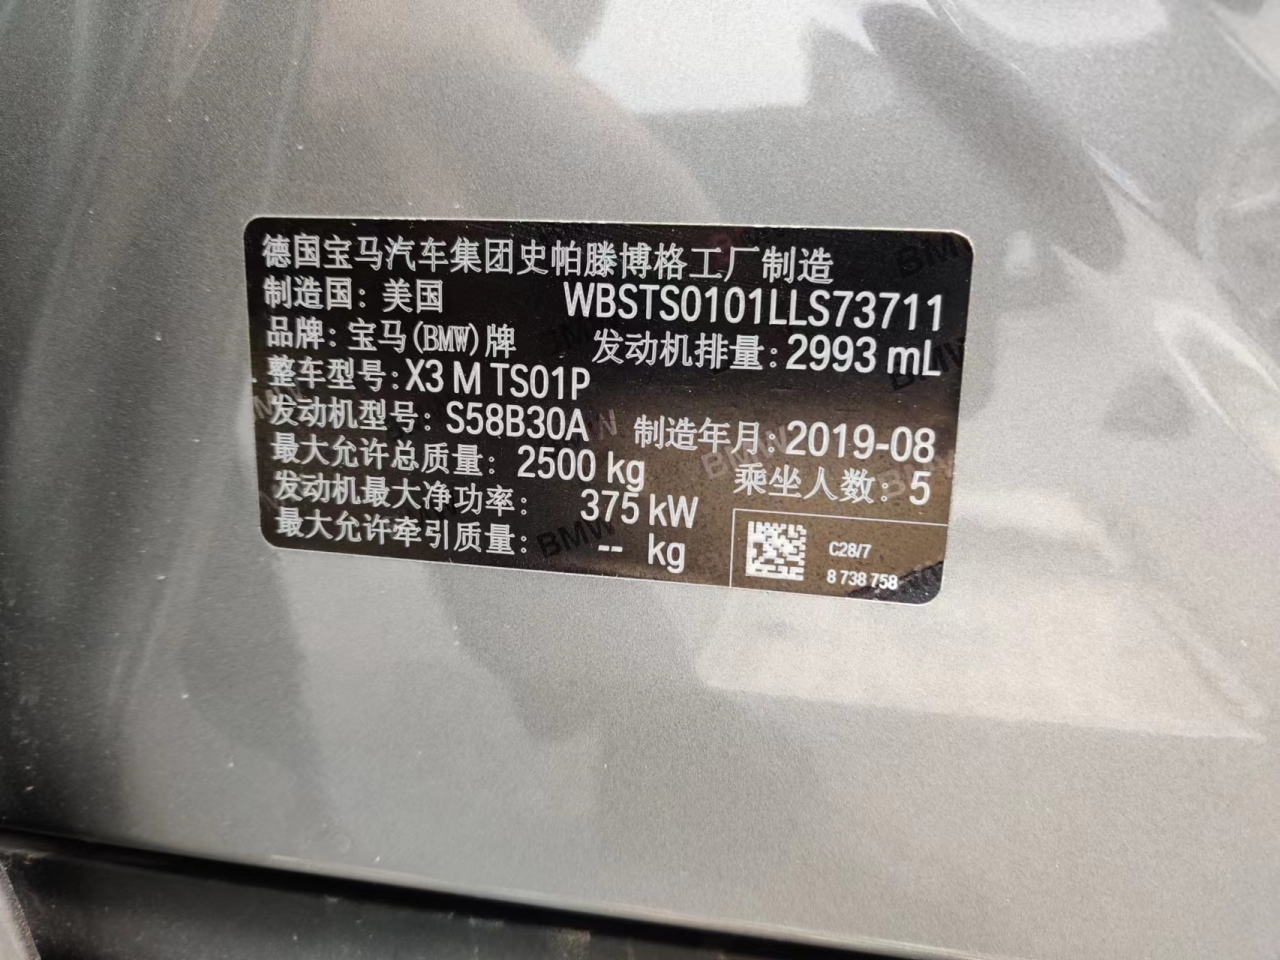 德国宝马汽车集团史帕滕博格工厂制造
制造国: 美国 WBSTS0101LLS73711
品牌: 宝马(BMW)牌 发动机排量: 2993 mL
整车型号: X3 M TS01P
发动机型号: S58B30A 制造年月: 2019-08
最大允许总质量: 2500 kg 乘坐人数: 5
发动机最大净功率: 375 kW
最大允许牵引质量: -- kg
C28/7
8 738 758